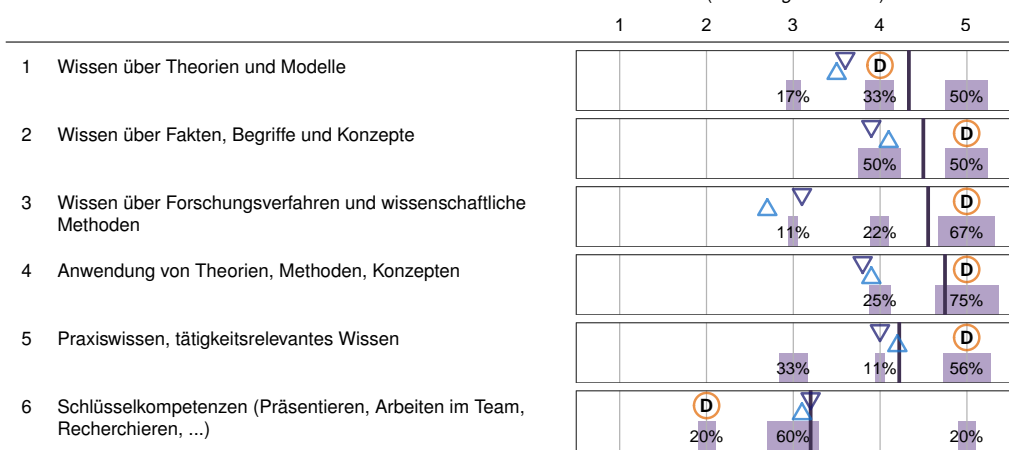 1 2 3 4 5
1 Wissen über Theorien und Modelle
D
17% 33% 50%
2 Wissen über Fakten, Begriffe und Konzepte
D
50% 50%
3 Wissen über Forschungsverfahren und wissenschaftliche
Methoden
D
11% 22% 67%
4 Anwendung von Theorien, Methoden, Konzepten
D
25% 75%
5 Praxiswissen, tätigkeitsrelevantes Wissen
D
33% 11% 56%
6 Schlüsselkompetenzen (Präsentieren, Arbeiten im Team,
Recherchieren, ...)
D
20% 60% 20%